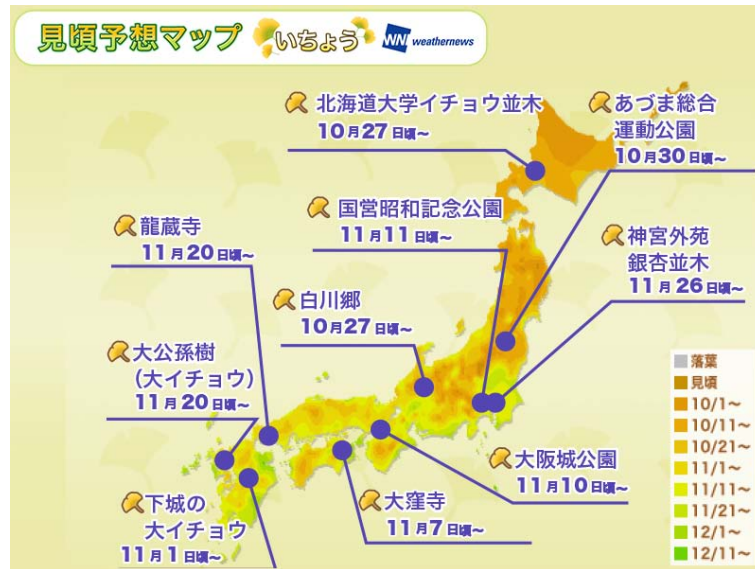 見頃予想マップ いちょう WNI weathernews
北海道大学イチョウ並木
10月27日頃~
あづま総合
運動公園
10月30日頃~
国営昭和記念公園
11月11日頃~
龍蔵寺
11月20日頃~
神宮外苑
銀杏並木
11月26日頃~
白川郷
10月27日頃~
大公孫樹
(大イチョウ)
11月20日頃~
大阪城公園
11月10日頃~
下城の
大イチョウ
11月1日頃~
大窪寺
11月7日頃~
落葉
見頃
10/1~
10/11~
10/21~
11/1~
11/11~
11/21~
12/1~
12/11~